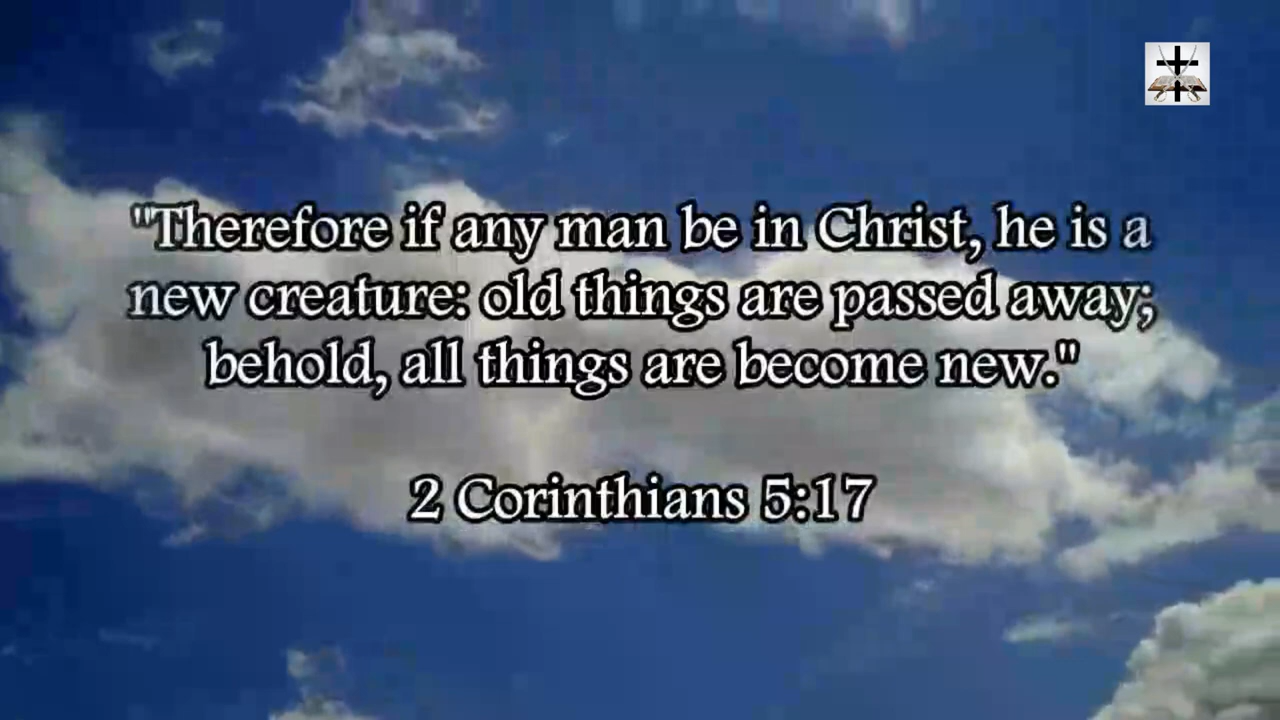 "Therefore if any man be in Christ, he is a
new creature: old things are passed away;
behold, all things are become new."
2 Corinthians 5:17